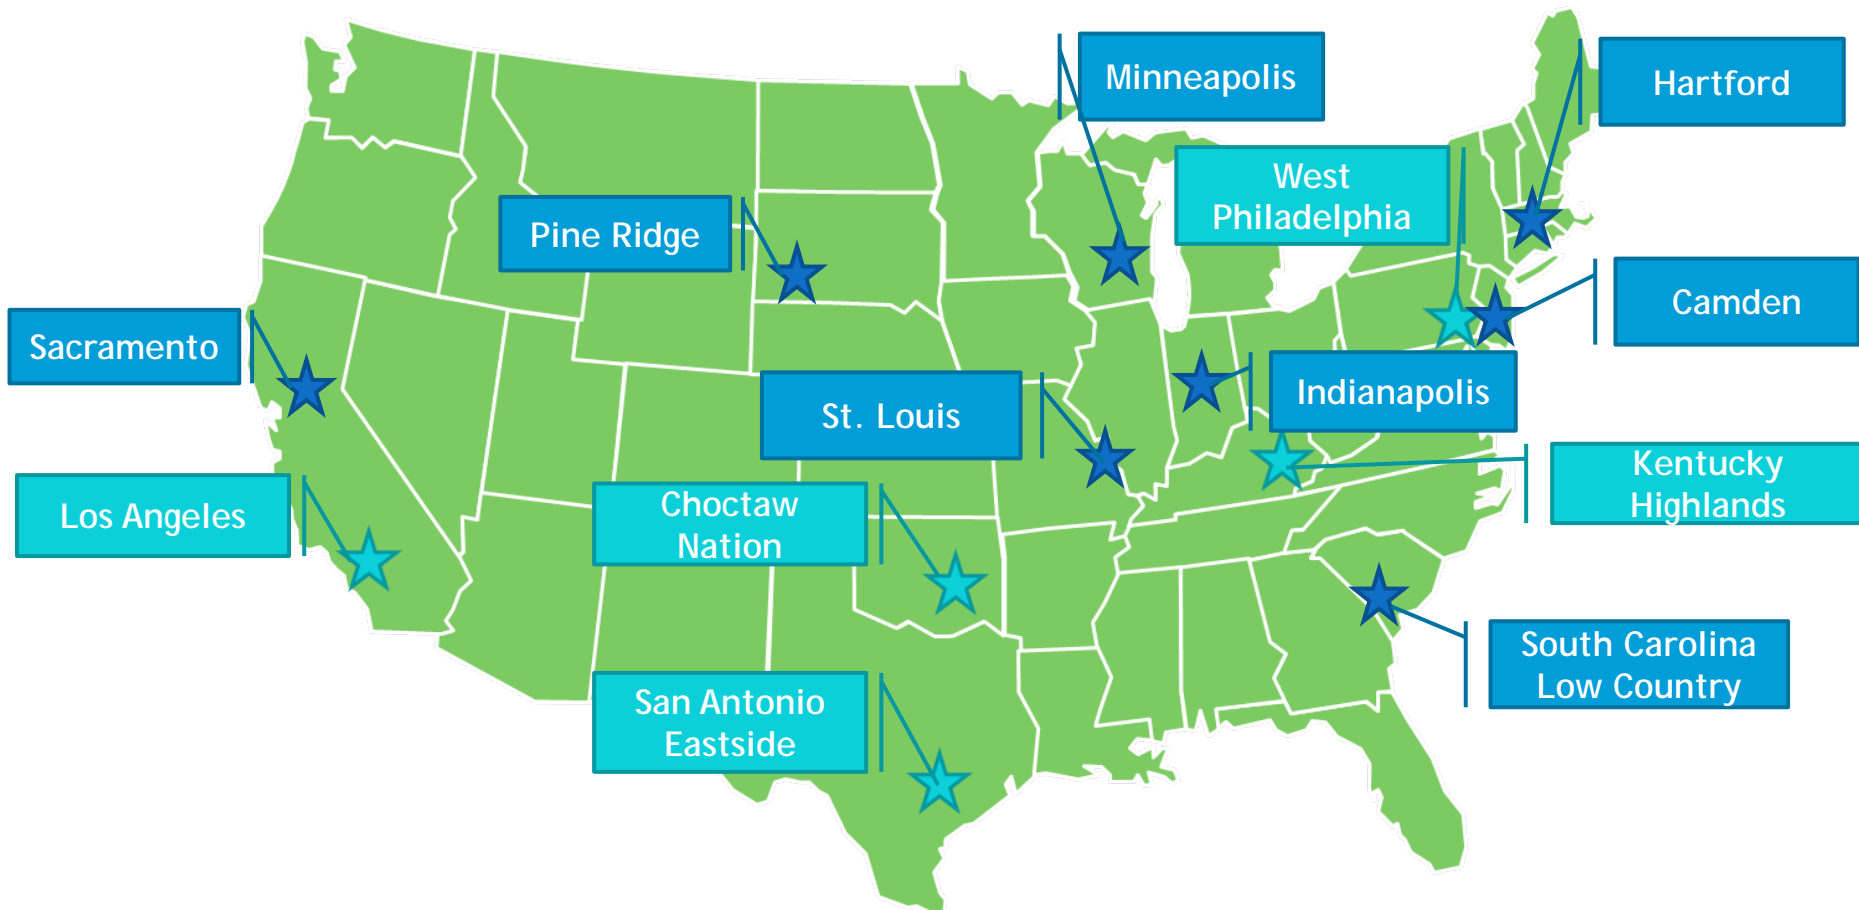 Minneapolis
Hartford
West
Philadelphia
Pine Ridge
Camden
Sacramento
Indianapolis
St. Louis
Kentucky
Highlands
Los Angeles
Choctaw
Nation
South Carolina
Low Country
San Antonio
Eastside